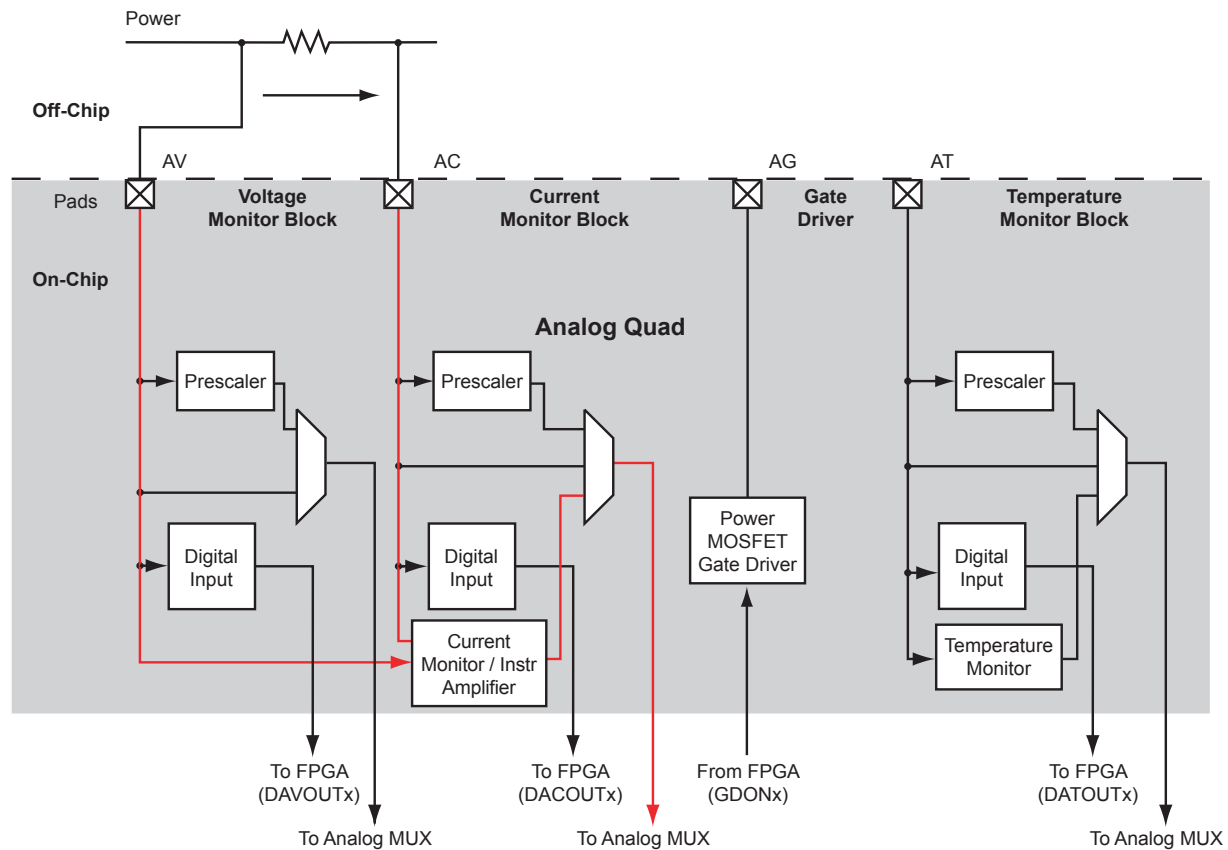 Power
Off-Chip
AV
AC
AG
AT
Pads
Voltage
Monitor Block
Current
Monitor Block
Gate
Driver
Temperature
Monitor Block
On-Chip
Analog Quad
Prescaler
Prescaler
Prescaler
Digital
Input
Digital
Input
Power
MOSFET
Gate Driver
Digital
Input
Current
Monitor / Instr
Amplifier
Temperature
Monitor
To FPGA
(DAVOUTx)
To FPGA
(DACOUTx)
From FPGA
(GDONx)
To FPGA
(DATOUTx)
To Analog MUX
To Analog MUX
To Analog MUX